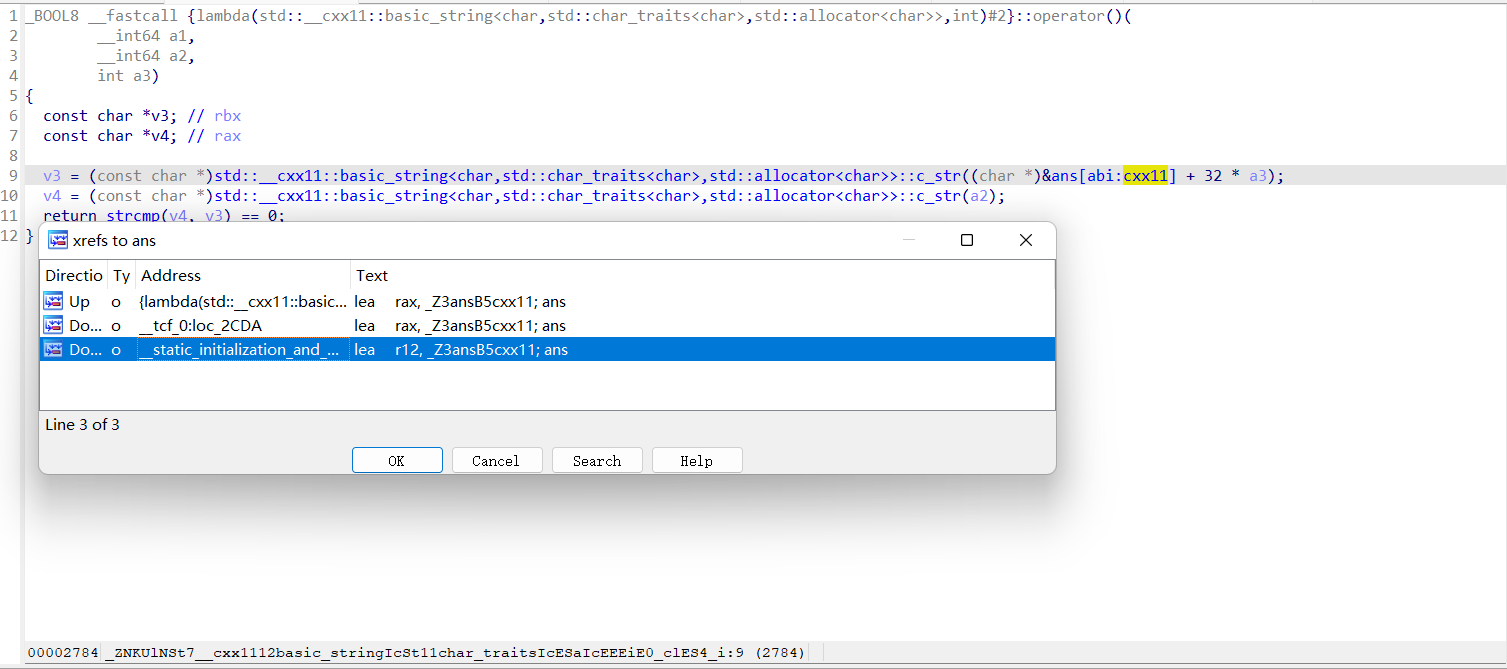 1 _BOOL8 __fastcall {lambda(std::__cxx11::basic_string<char,std::char_traits<char>,std::allocator<char>>,int)#2}::operator()(
2 __int64 a1,
3 __int64 a2,
4 int a3)
5 {
6 const char *v3; // rbx
7 const char *v4; // rax
8
9 v3 = (const char *)std::__cxx11::basic_string<char,std::char_traits<char>,std::allocator<char>>::c_str((char *)&ans[abi:cxx11] + 32 * a3);
10 v4 = (const char *)std::__cxx11::basic_string<char,std::char_traits<char>,std::allocator<char>>::c_str(a2);
11 return strcmp(v4, v3) == 0;
12 }
xrefs to ans
Directio Ty Address Text
Up o {lambda(std::__cxx11::basic... lea rax, _Z3ansB5cxx11; ans
Do... o __tcf_0:loc_2CDA lea rax, _Z3ansB5cxx11; ans
Do... o __static_initialization_and_... lea r12, _Z3ansB5cxx11; ans
Line 3 of 3
OK Cancel Search Help
00002784 _ZNKUlNSt7__cxx1112basic_stringIcSt11char_traitsIcESaIcEEEiE0_clES4_i:9 (2784)